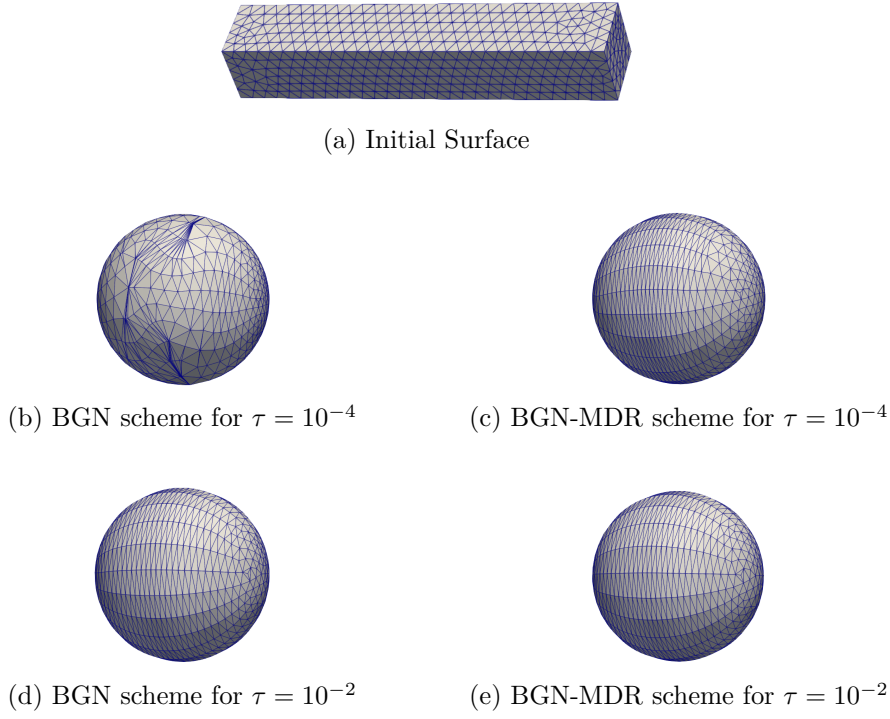 (a) Initial Surface
(b) BGN scheme for τ = 10⁻⁴
(c) BGN-MDR scheme for τ = 10⁻⁴
(d) BGN scheme for τ = 10⁻²
(e) BGN-MDR scheme for τ = 10⁻²